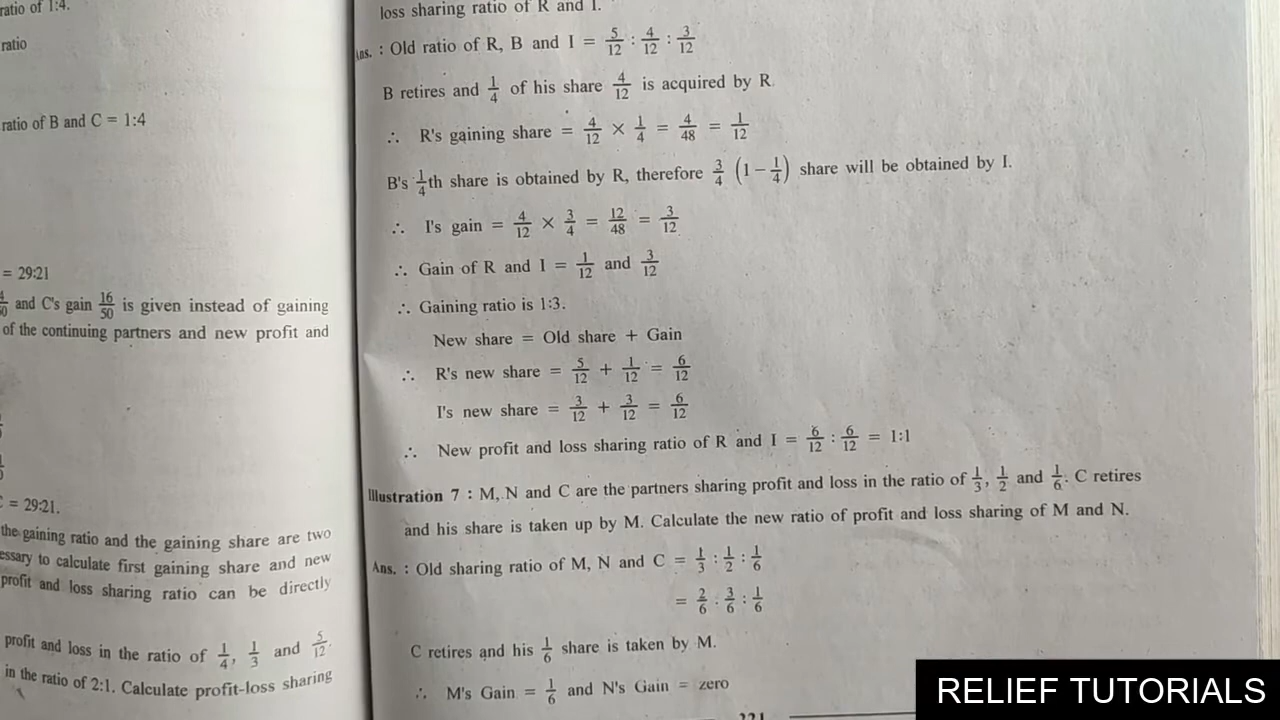 ratio of 1:4.
ratio
ratio of B and C = 1:4
= 29:21
and C's gain 16/50 is given instead of gaining
of the continuing partners and new profit and
= 29:21.
the gaining ratio and the gaining share are two
to calculate first gaining share and new
profit and loss sharing ratio can be directly
profit and loss in the ratio of 1/4, 1/3 and 5/12.
in the ratio of 2:1. Calculate profit-loss sharing
loss sharing ratio of R and I.
Ans. : Old ratio of R, B and I = 5/12 : 4/12 : 3/12
B retires and 1/4 of his share 4/12 is acquired by R.
∴ R's gaining share = 4/12 × 1/4 = 4/48 = 1/12
B's 1/4th share is obtained by R, therefore 3/4 (1 − 1/4) share will be obtained by I.
∴ I's gain = 4/12 × 3/4 = 12/48 = 3/12
∴ Gain of R and I = 1/12 and 3/12
∴ Gaining ratio is 1:3.
New share = Old share + Gain
∴ R's new share = 5/12 + 1/12 = 6/12
I's new share = 3/12 + 3/12 = 6/12
∴ New profit and loss sharing ratio of R and I = 6/12 : 6/12 = 1:1
Illustration 7 : M, N and C are the partners sharing profit and loss in the ratio of 1/3, 1/2 and 1/6. C retires
and his share is taken up by M. Calculate the new ratio of profit and loss sharing of M and N.
Ans. : Old sharing ratio of M, N and C = 1/3 : 1/2 : 1/6
= 2/6 : 3/6 : 1/6
C retires and his 1/6 share is taken by M.
∴ M's Gain = 1/6 and N's Gain = zero
RELIEF TUTORIALS